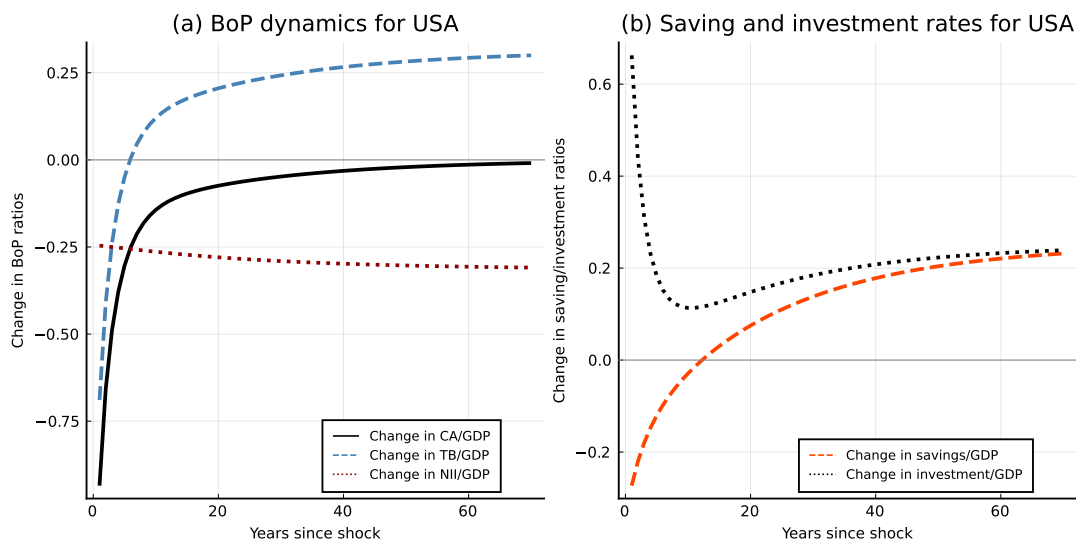 (a) BoP dynamics for USA
Change in BoP ratios
0.25
0.00
−0.25
−0.50
−0.75
0
20
40
60
Years since shock
Change in CA/GDP
Change in TB/GDP
Change in NII/GDP
(b) Saving and investment rates for USA
Change in saving/investment ratios
0.6
0.4
0.2
0.0
−0.2
0
20
40
60
Years since shock
Change in savings/GDP
Change in investment/GDP